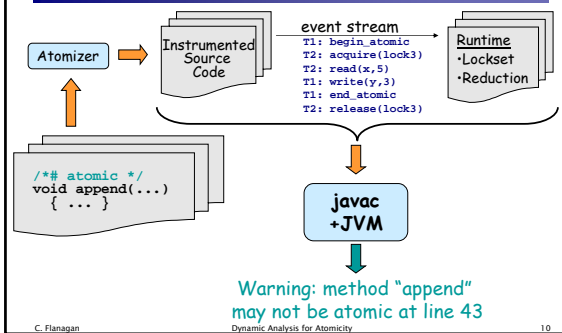 event stream
T1: begin_atomic
T2: acquire(lock3)
T2: read(x,5)
T1: write(y,3)
T1: end_atomic
T2: release(lock3)
Atomizer
Instrumented
Source
Code
Runtime
•Lockset
•Reduction
/*# atomic */
void append(...)
{ ... }
javac
+JVM
Warning: method "append"
may not be atomic at line 43
C. Flanagan
Dynamic Analysis for Atomicity
10